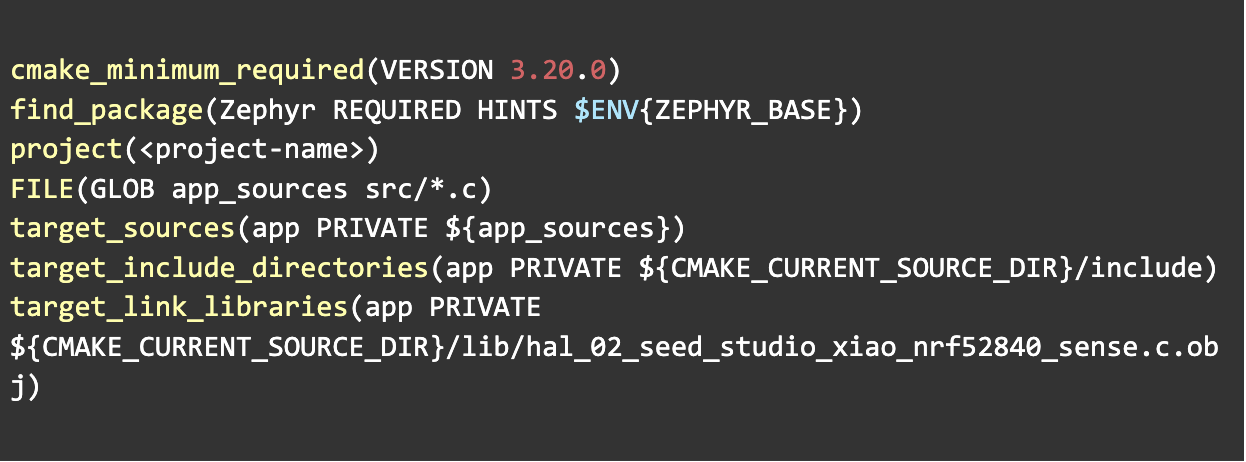 cmake_minimum_required(VERSION 3.20.0)
find_package(Zephyr REQUIRED HINTS $ENV{ZEPHYR_BASE})
project(<project-name>)
FILE(GLOB app_sources src/*.c)
target_sources(app PRIVATE ${app_sources})
target_include_directories(app PRIVATE ${CMAKE_CURRENT_SOURCE_DIR}/include)
target_link_libraries(app PRIVATE
${CMAKE_CURRENT_SOURCE_DIR}/lib/hal_02_seed_studio_xiao_nrf52840_sense.c.ob
j)